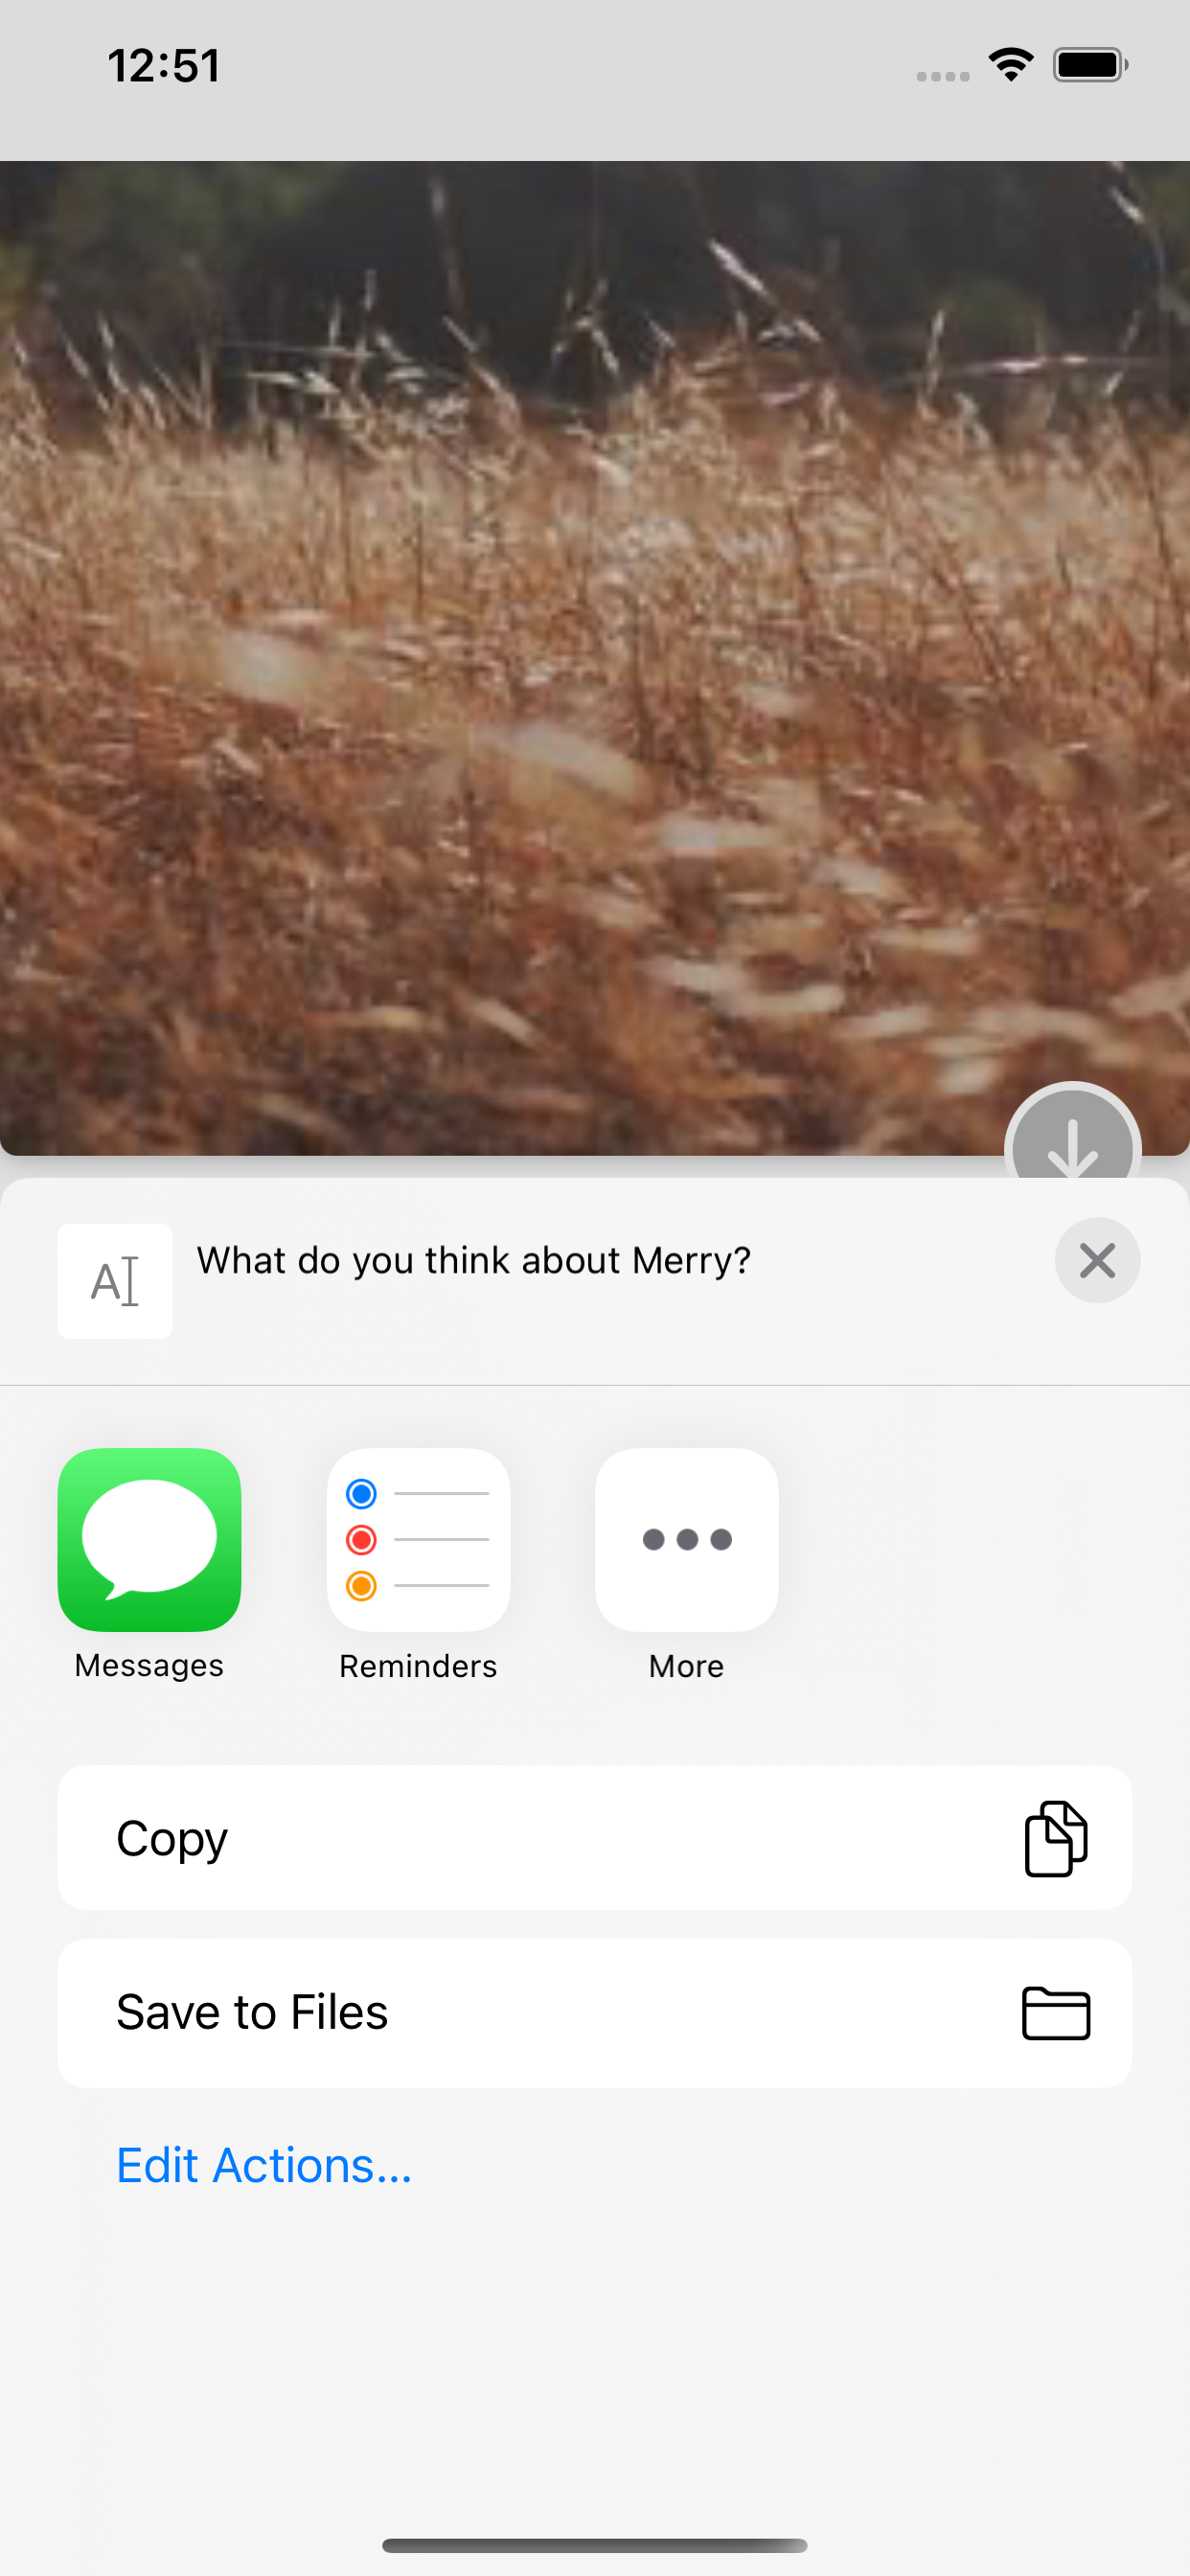 12:51
What do you think about Merry?
Messages
Reminders
More
Copy
Save to Files
Edit Actions...